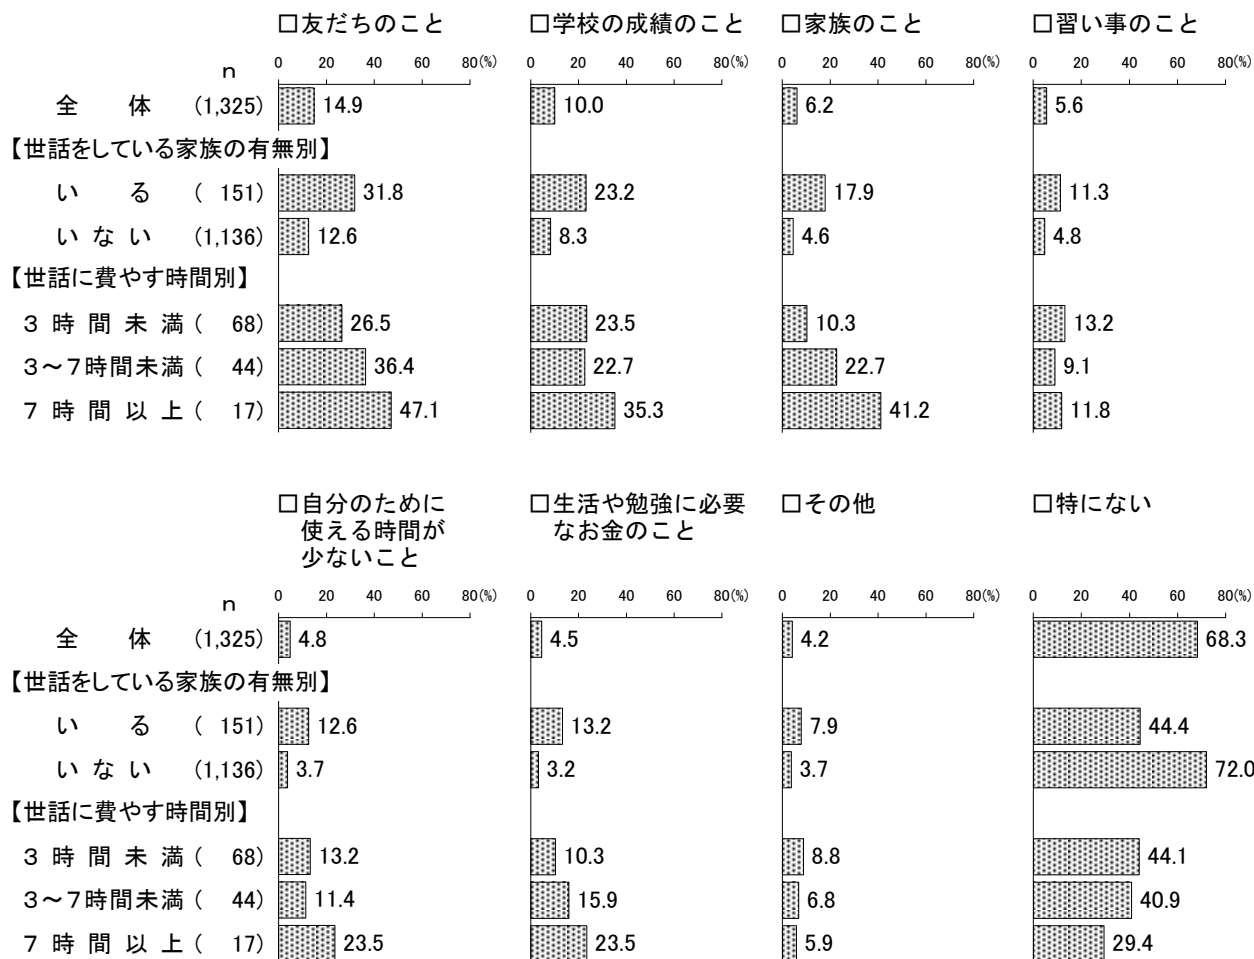 □友だちのこと □学校の成績のこと □家族のこと □習い事のこと
n 0 20 40 60 80(%) 0 20 40 60 80(%) 0 20 40 60 80(%) 0 20 40 60 80(%)
全体 (1,325) 14.9 10.0 6.2 5.6
【世話をしている家族の有無別】
いる ( 151) 31.8 23.2 17.9 11.3
いない (1,136) 12.6 8.3 4.6 4.8
【世話に費やす時間別】
3時間未満 ( 68) 26.5 23.5 10.3 13.2
3~7時間未満 ( 44) 36.4 22.7 22.7 9.1
7時間以上 ( 17) 47.1 35.3 41.2 11.8
□自分のために使える時間が少ないこと □生活や勉強に必要なお金のこと □その他 □特にない
n 0 20 40 60 80(%) 0 20 40 60 80(%) 0 20 40 60 80(%) 0 20 40 60 80(%)
全体 (1,325) 4.8 4.5 4.2 68.3
【世話をしている家族の有無別】
いる ( 151) 12.6 13.2 7.9 44.4
いない (1,136) 3.7 3.2 3.7 72.0
【世話に費やす時間別】
3時間未満 ( 68) 13.2 10.3 8.8 44.1
3~7時間未満 ( 44) 11.4 15.9 6.8 40.9
7時間以上 ( 17) 23.5 23.5 5.9 29.4